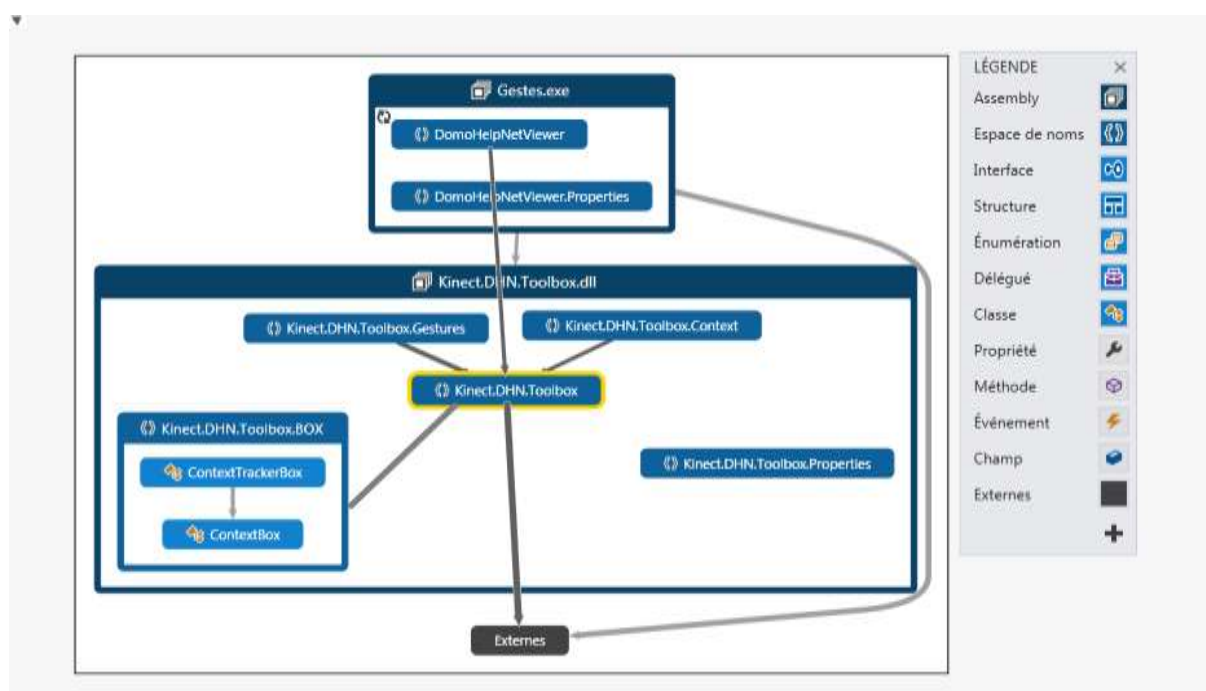 Gestes.exe
DomoHelpNetViewer
DomoHelpNetViewer.Properties
Kinect.DHN.Toolbox.dll
Kinect.DHN.Toolbox.Gestures
Kinect.DHN.Toolbox.Context
Kinect.DHN.Toolbox
Kinect.DHN.Toolbox.BOX
ContextTrackerBox
ContextBox
Kinect.DHN.Toolbox.Properties
Externes
LÉGENDE
Assembly
Espace de noms
Interface
Structure
Énumération
Délégué
Classe
Propriété
Méthode
Événement
Champ
Externes